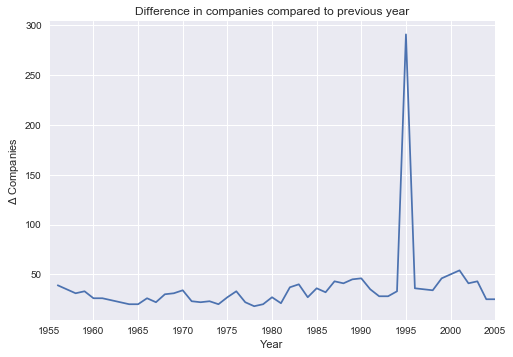 Difference in companies compared to previous year
300
250
200
150
100
50
Δ Companies
1955 1960 1965 1970 1975 1980 1985 1990 1995 2000 2005
Year